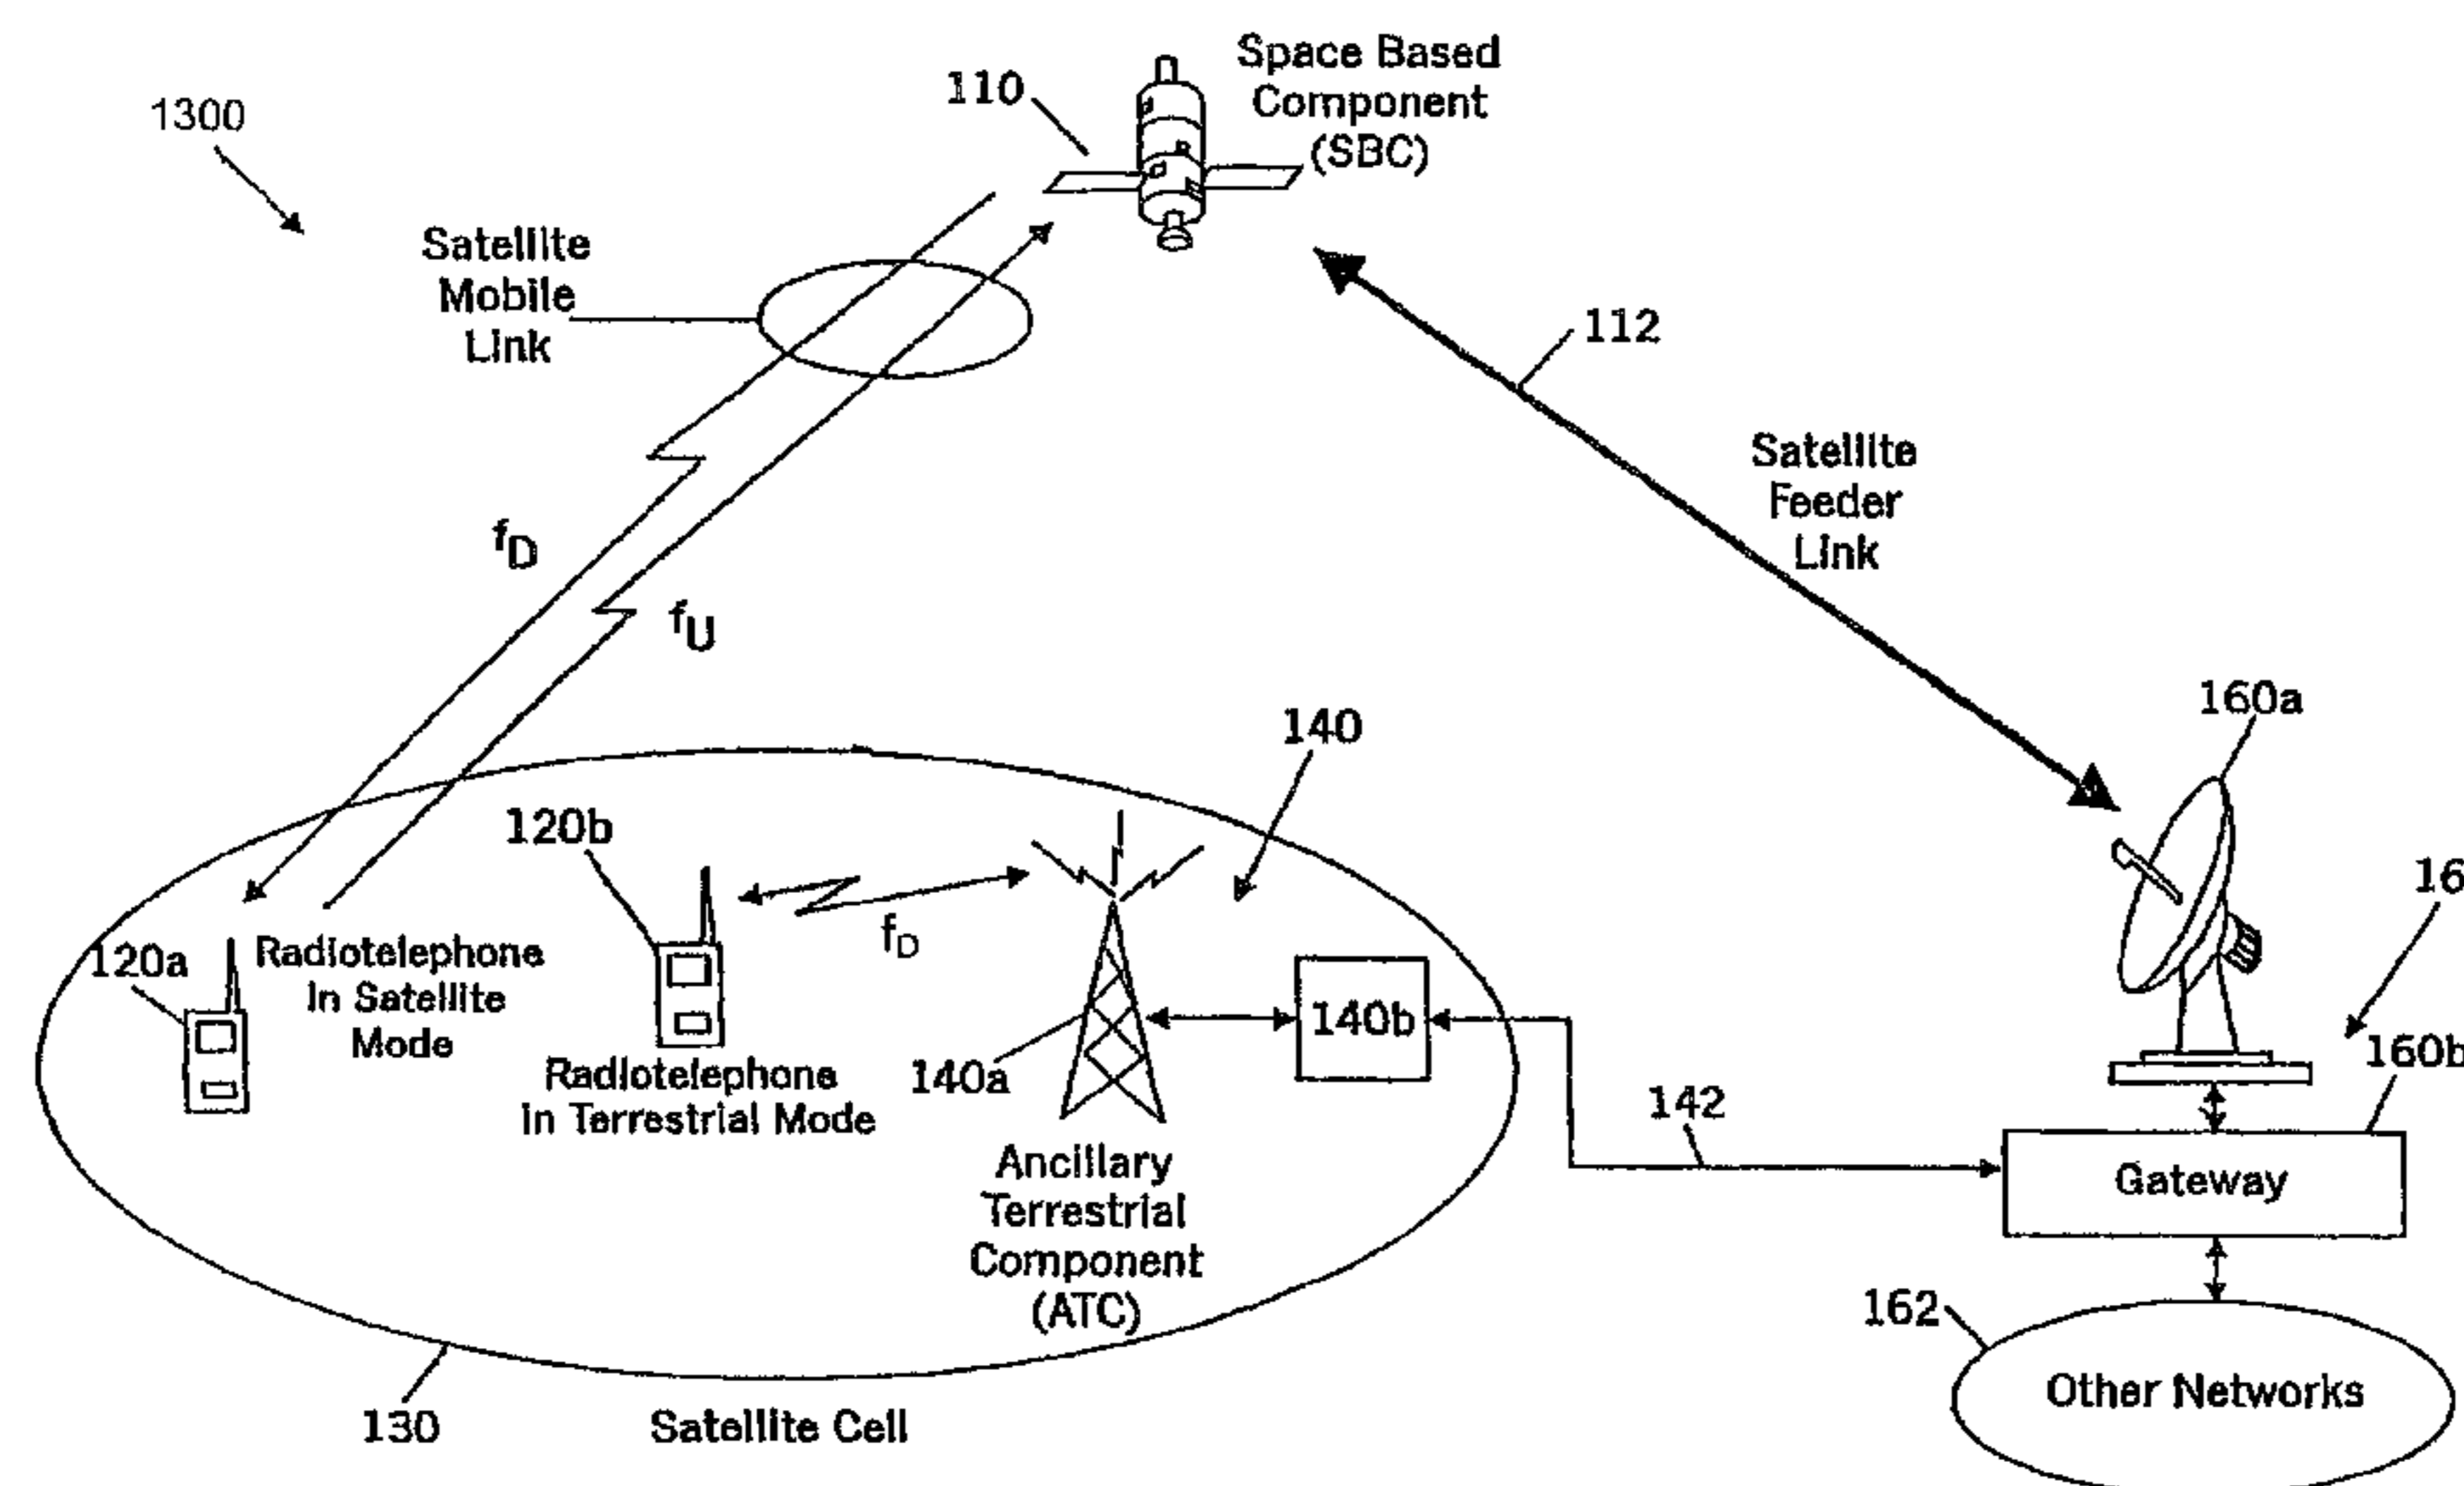 1300
110
Space Based
Component
(SBC)
Satellite
Mobile
Link
112
Satellite
Feeder
Link
fD
fU
140
160a
120b
120a
Radiotelephone
in Satellite
Mode
fD
Radiotelephone
in Terrestrial Mode
140a
140b
Ancillary
Terrestrial
Component
(ATC)
142
16
160b
Gateway
162
Other Networks
130
Satellite Cell